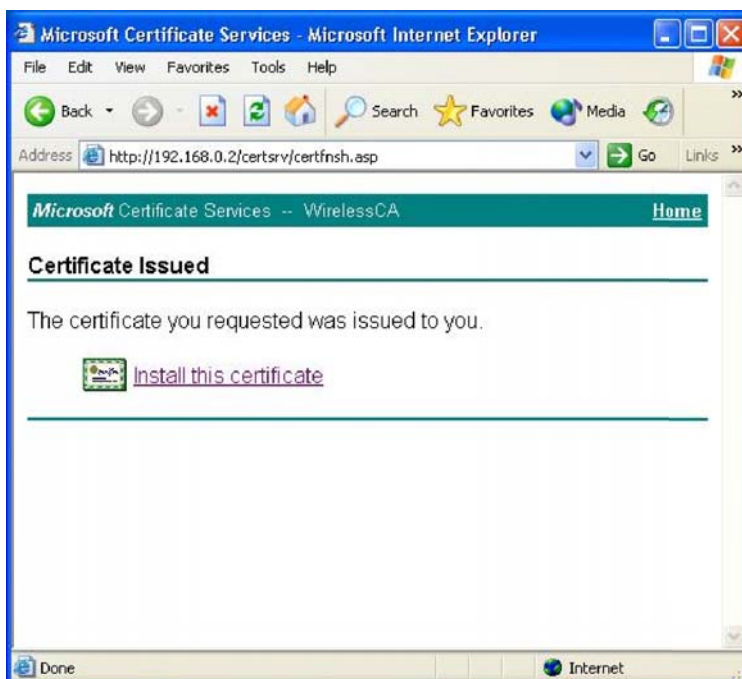 Microsoft Certificate Services - Microsoft Internet Explorer
File Edit View Favorites Tools Help
Back Search Favorites Media »
Address http://192.168.0.2/certsrv/certfnsh.asp Go Links »
Microsoft Certificate Services -- WirelessCA Home
Certificate Issued
The certificate you requested was issued to you.
Install this certificate
Done Internet